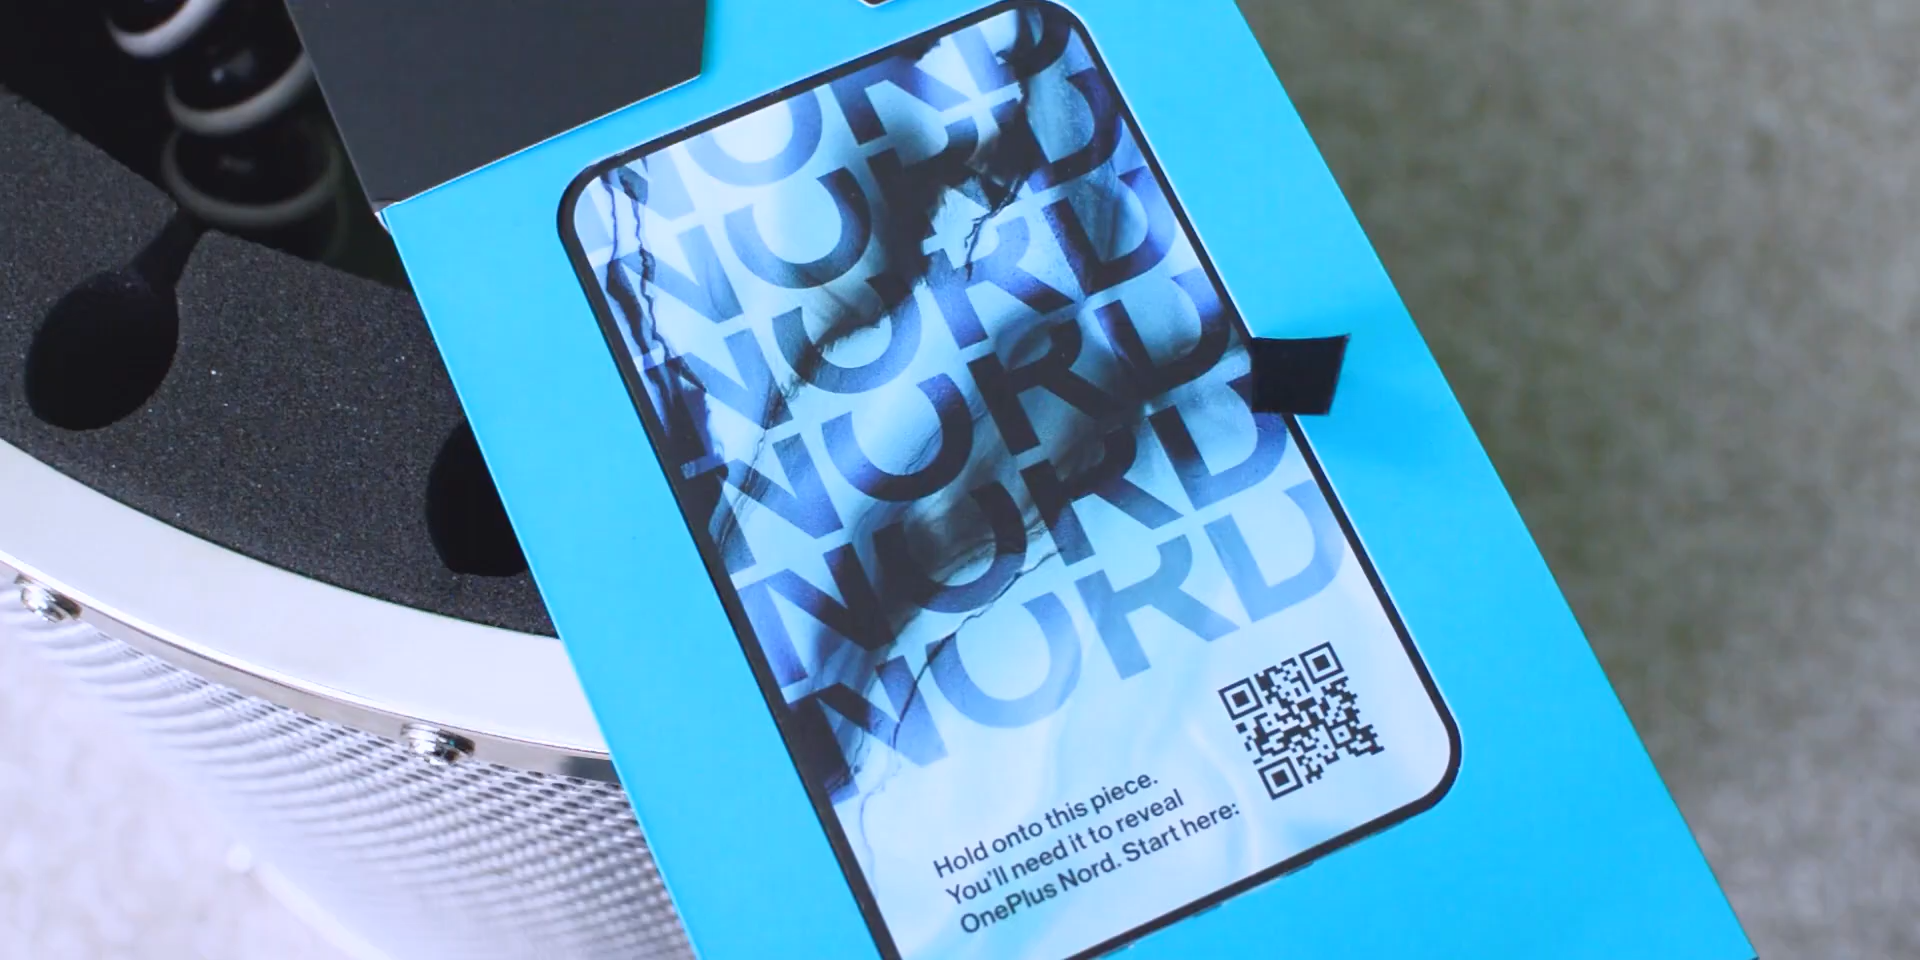 NORD
NORD
NORD
NORD
NORD
NORD
Hold onto this piece.
You'll need it to reveal
OnePlus Nord. Start here: